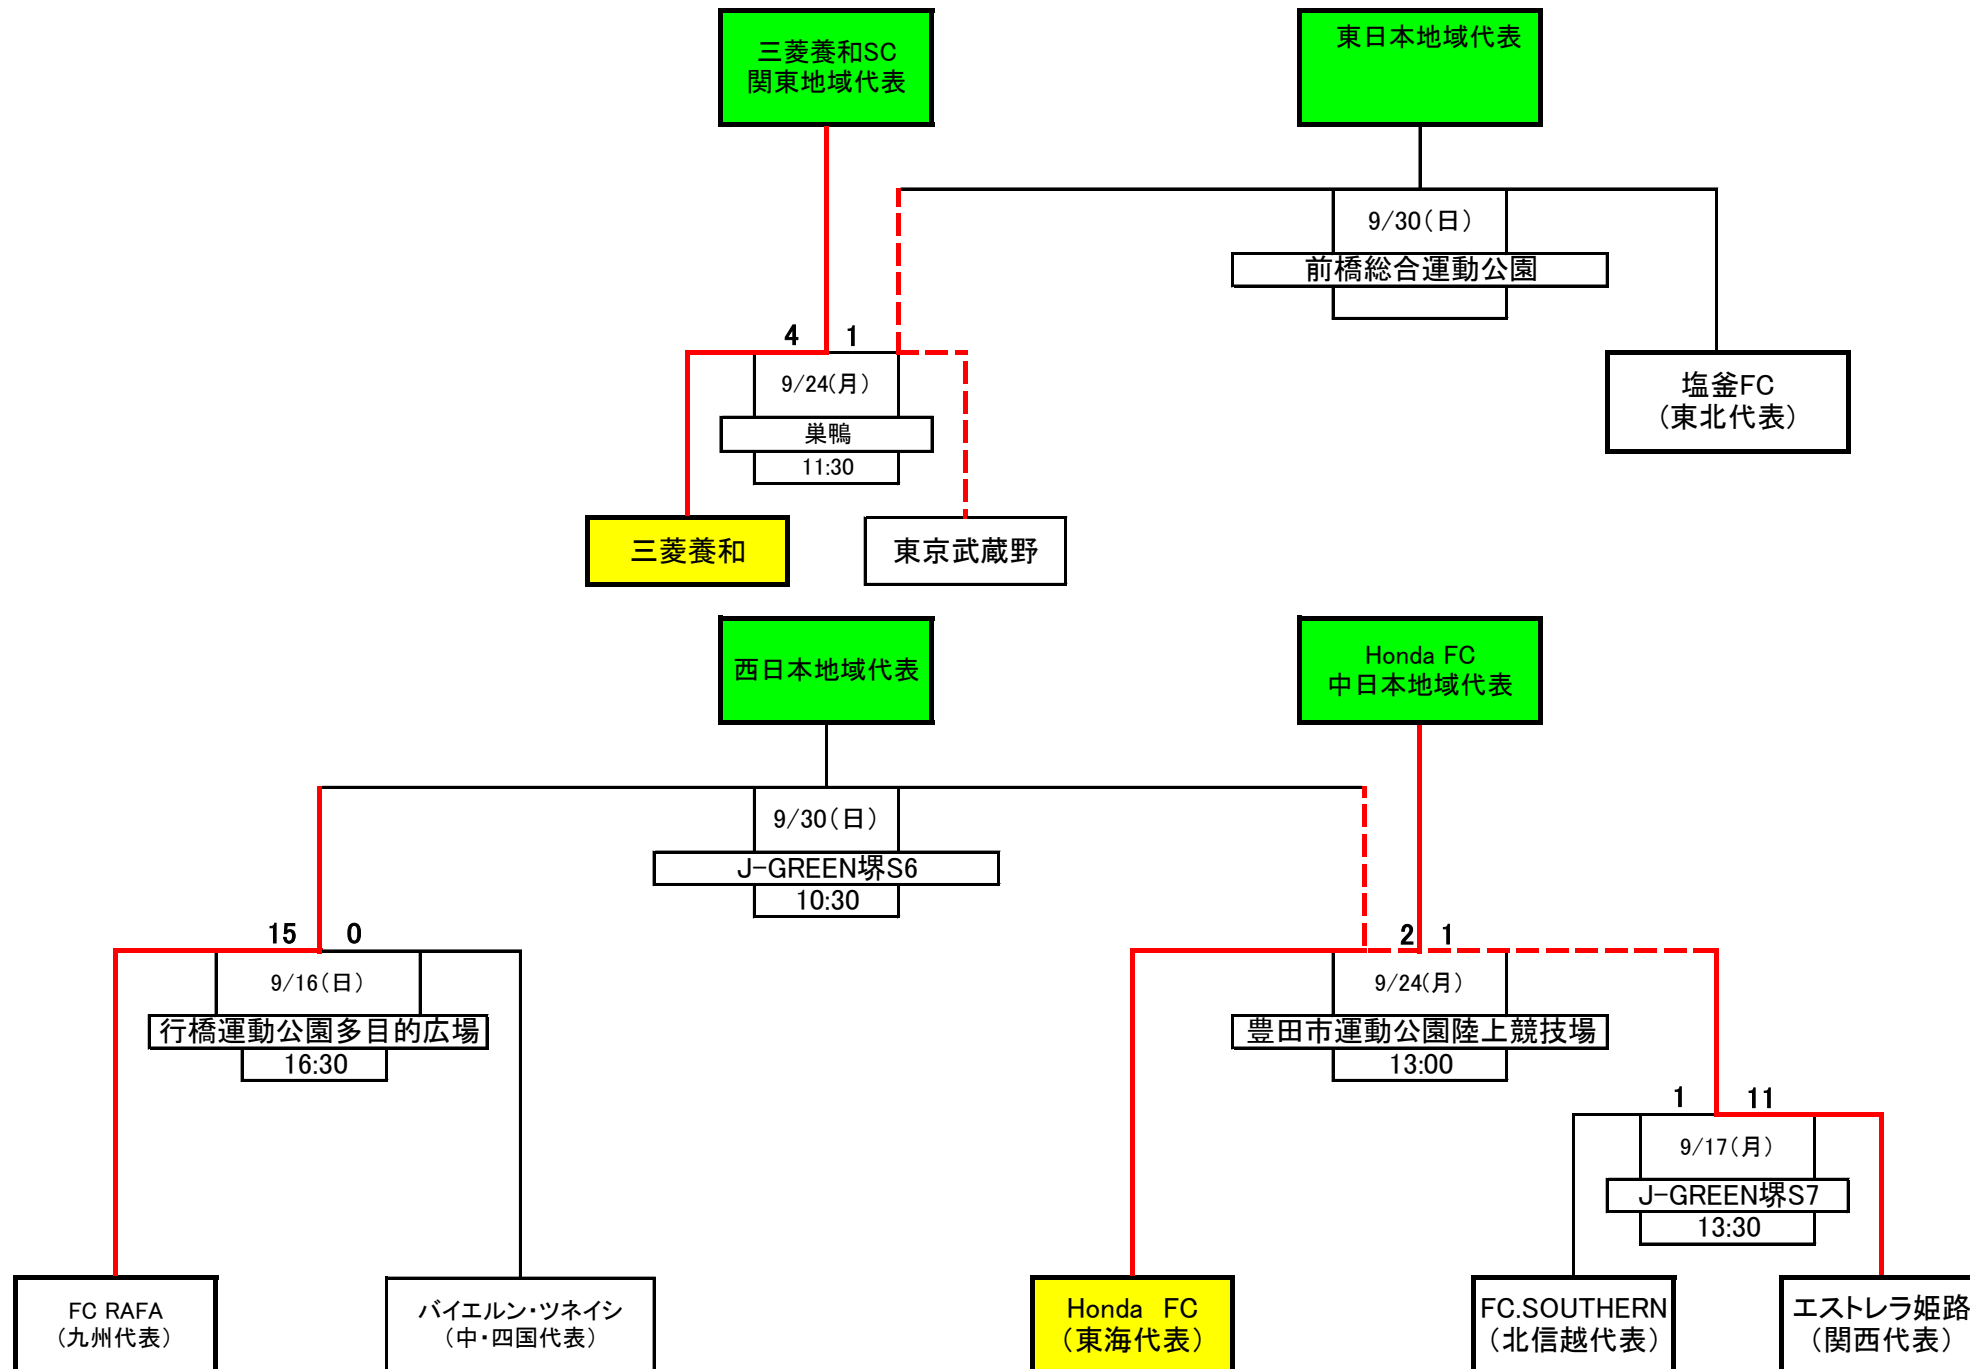 三菱養和SC
関東地域代表
東日本地域代表
9/30(日)
前橋総合運動公園
4 1
9/24(月)
巣鴨
11:30
塩釜FC
(東北代表)
三菱養和
東京武蔵野
西日本地域代表
Honda FC
中日本地域代表
9/30(日)
J-GREEN堺S6
10:30
15 0
9/16(日)
行橋運動公園多目的広場
16:30
2 1
9/24(月)
豊田市運動公園陸上競技場
13:00
1 11
9/17(月)
J-GREEN堺S7
13:30
FC RAFA
(九州代表)
バイエルン・ツネイシ
(中・四国代表)
Honda FC
(東海代表)
FC.SOUTHERN
(北信越代表)
エストレラ姫路
(関西代表)